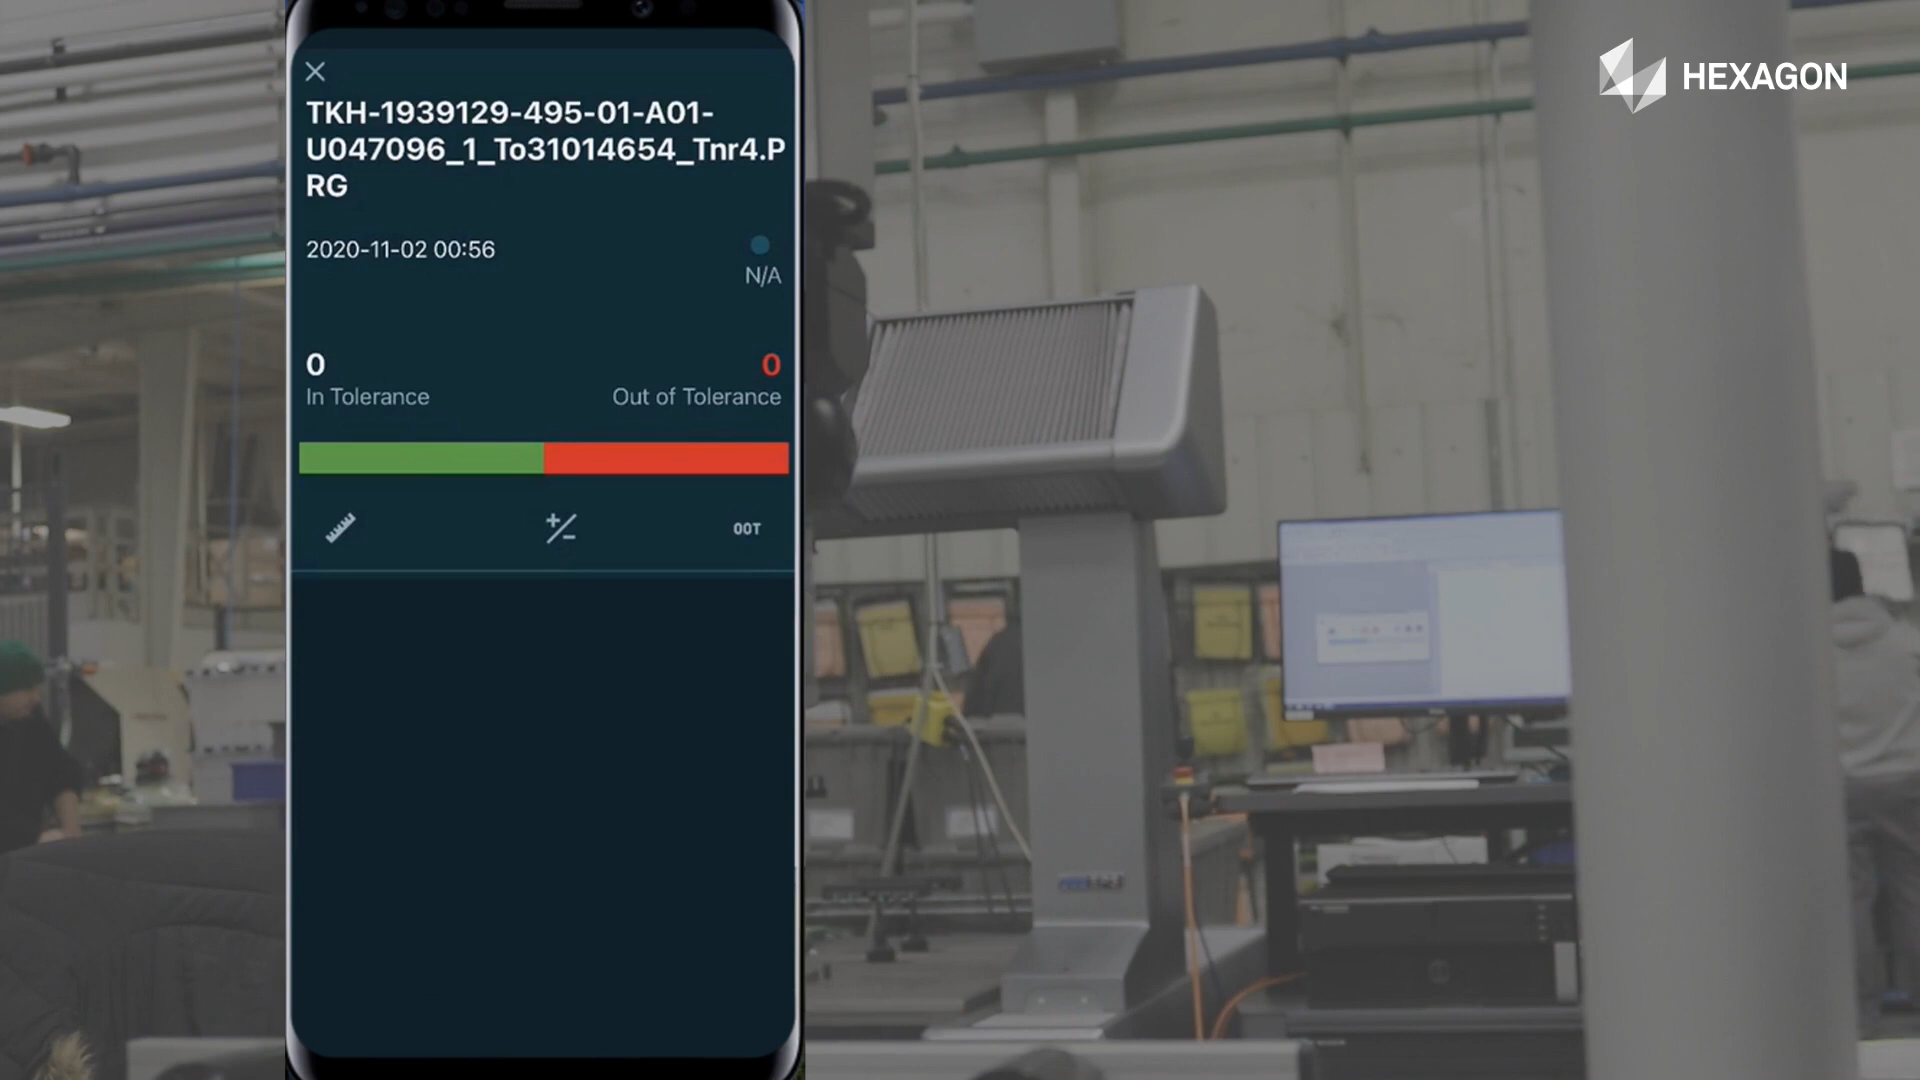 TKH-1939129-495-01-A01-
U047096_1_To31014654_Tnr4.P
RG
2020-11-02 00:56
N/A
0
0
In Tolerance
Out of Tolerance
OOT
HEXAGON